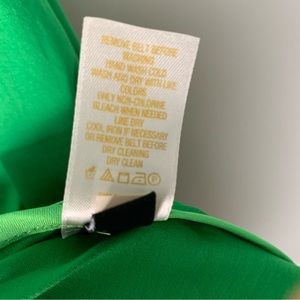 REMOVE BELT BEFORE
WASHING
HAND WASH COLD
WASH AND DRY WITH LIKE
COLORS
ONLY NON-CHLORINE
BLEACH WHEN NEEDED
LINE DRY
COOL IRON IF NECESSARY
OR REMOVE BELT BEFORE
DRY CLEANING
DRY CLEAN